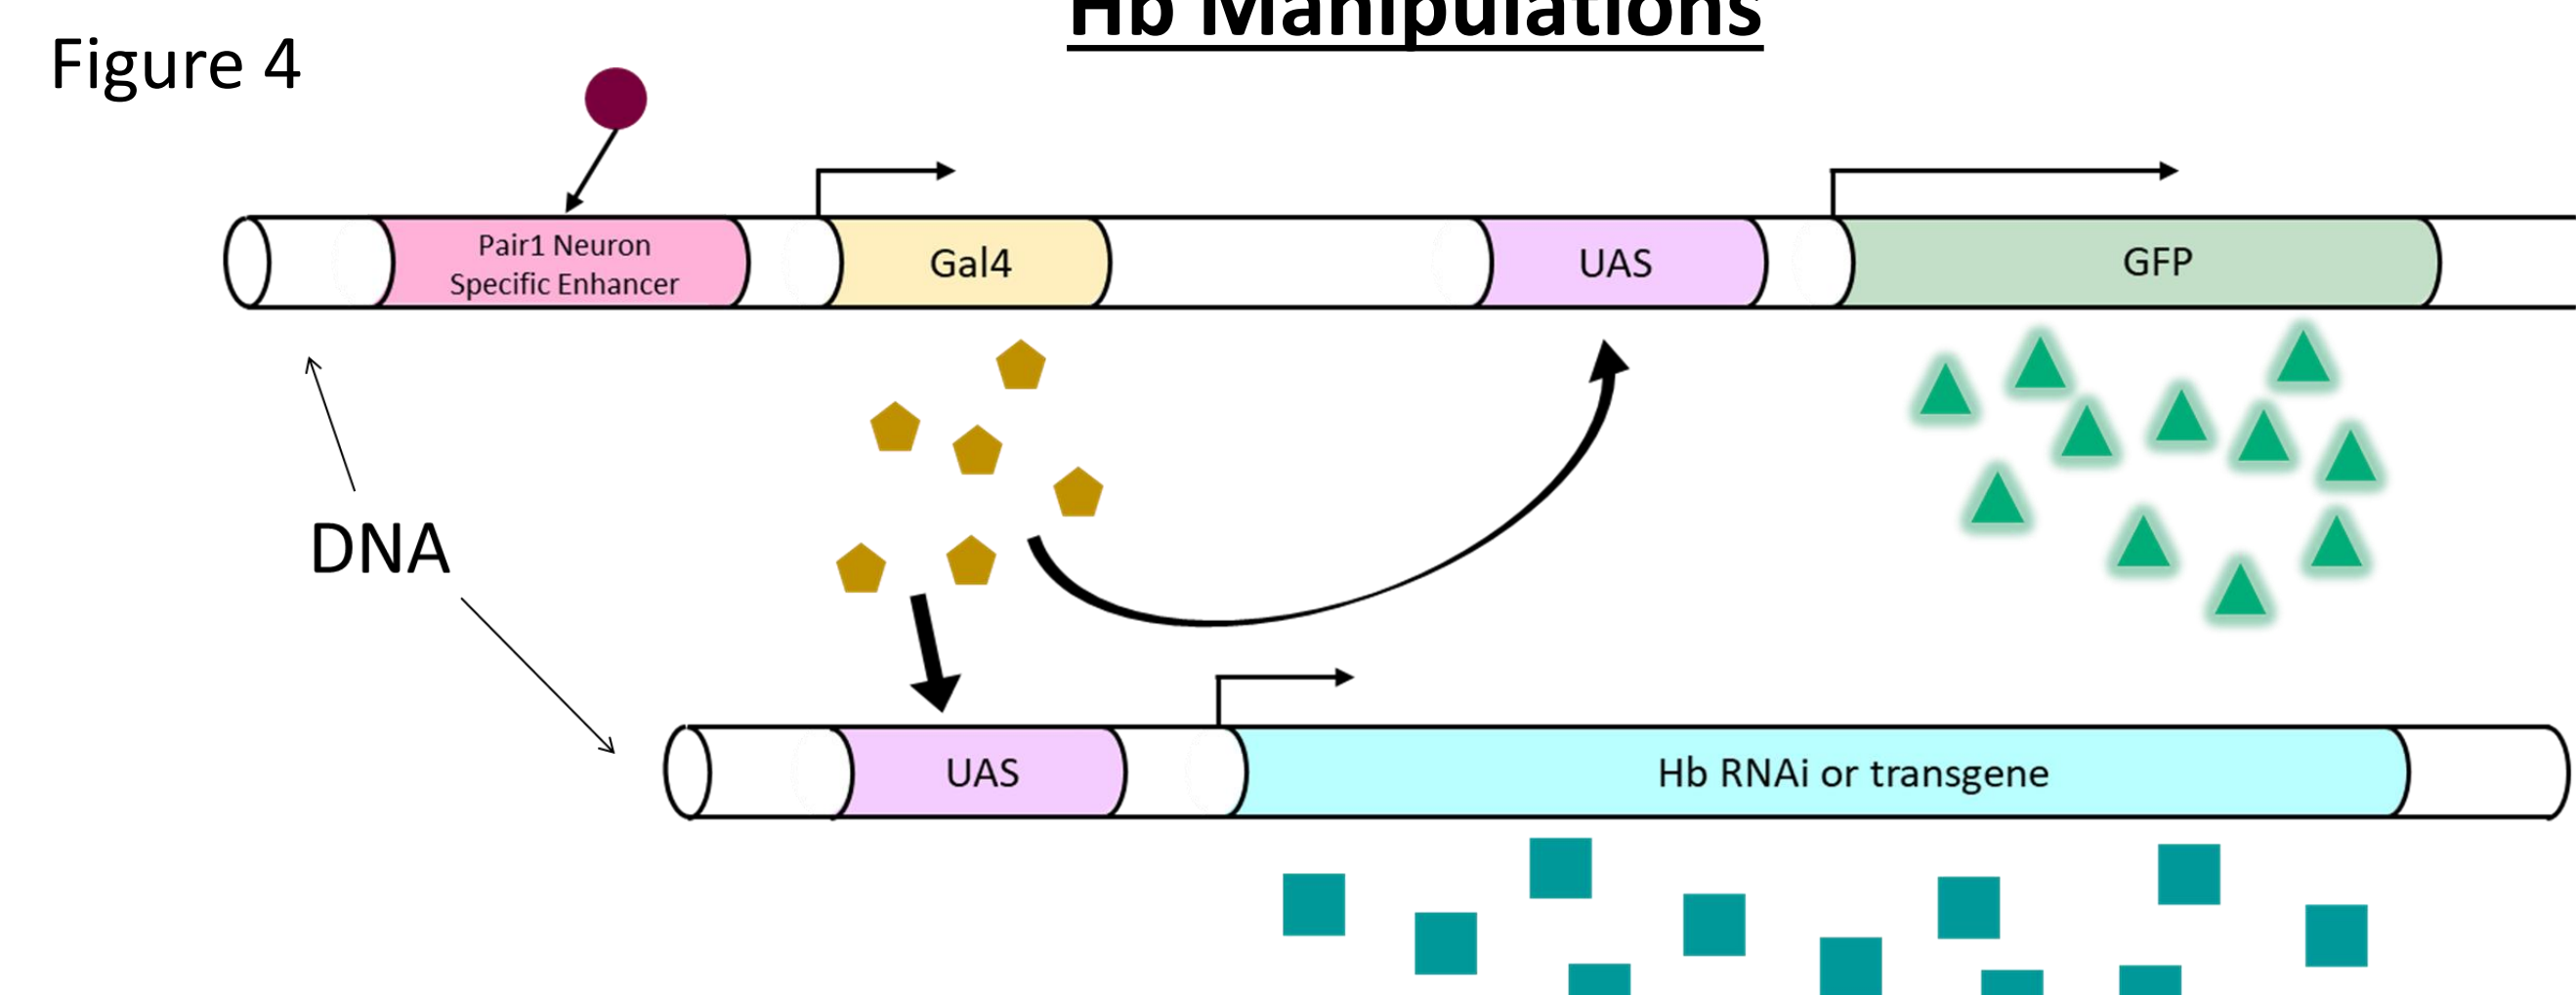 Hb Manipulations
Figure 4
Pair1 Neuron
Specific Enhancer
Gal4
UAS
GFP
DNA
UAS
Hb RNAi or transgene